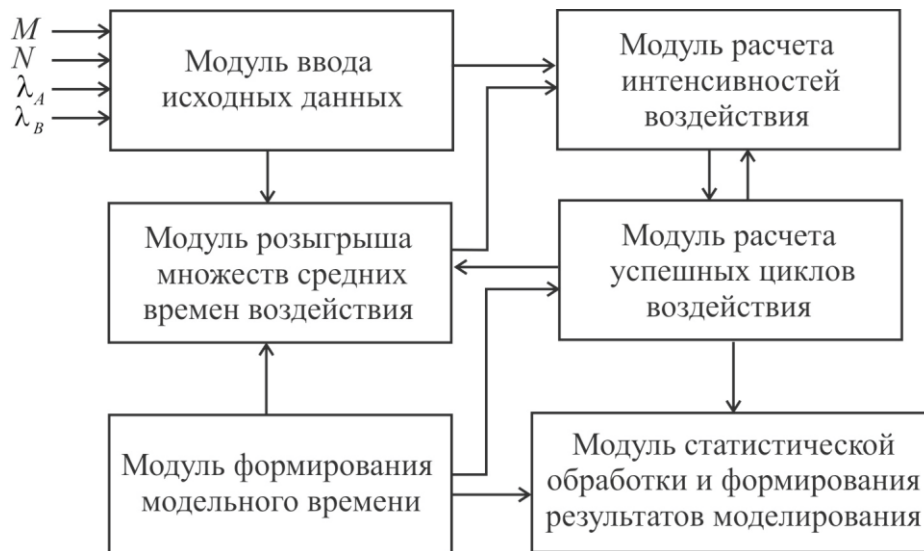 M
N
λA
λB
Модуль ввода
исходных данных
Модуль расчета
интенсивностей
воздействия
Модуль розыгрыша
множеств средних
времен воздействия
Модуль расчета
успешных циклов
воздействия
Модуль формирования
модельного времени
Модуль статистической
обработки и формирования
результатов моделирования